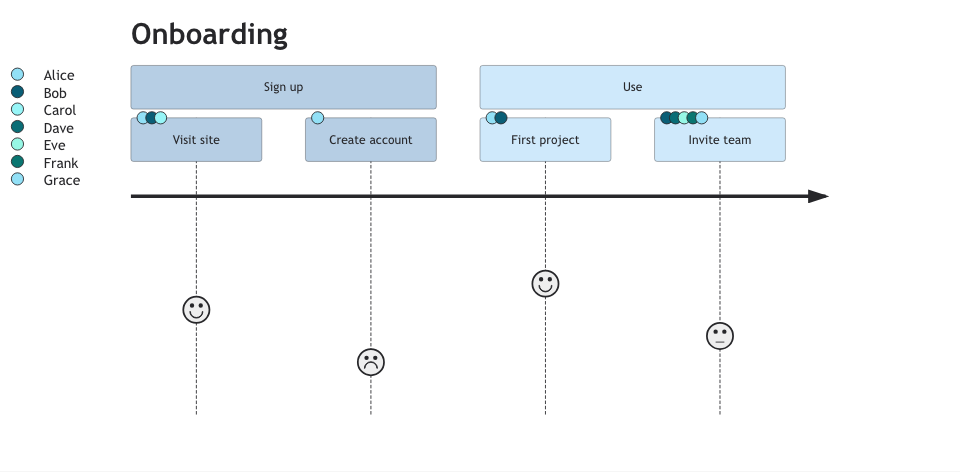 Onboarding
Alice
Bob
Carol
Dave
Eve
Frank
Grace
Sign up
Use
Visit site
Create account
First project
Invite team